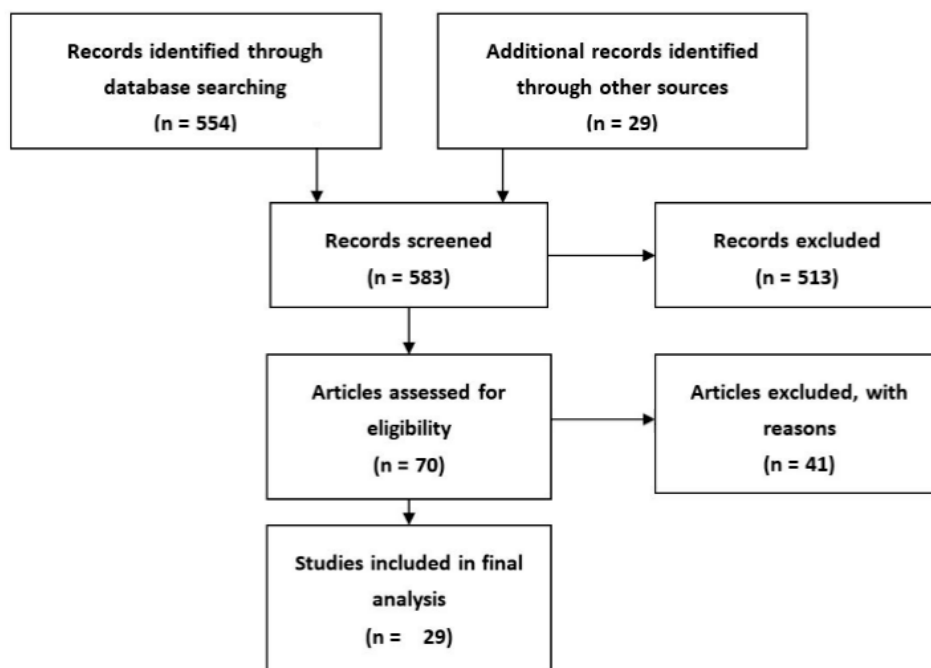 Records identified through
database searching
(n = 554)
Additional records identified
through other sources
(n = 29)
Records screened
(n = 583)
Records excluded
(n = 513)
Articles assessed for
eligibility
(n = 70)
Articles excluded, with
reasons
(n = 41)
Studies included in final
analysis
(n = 29)